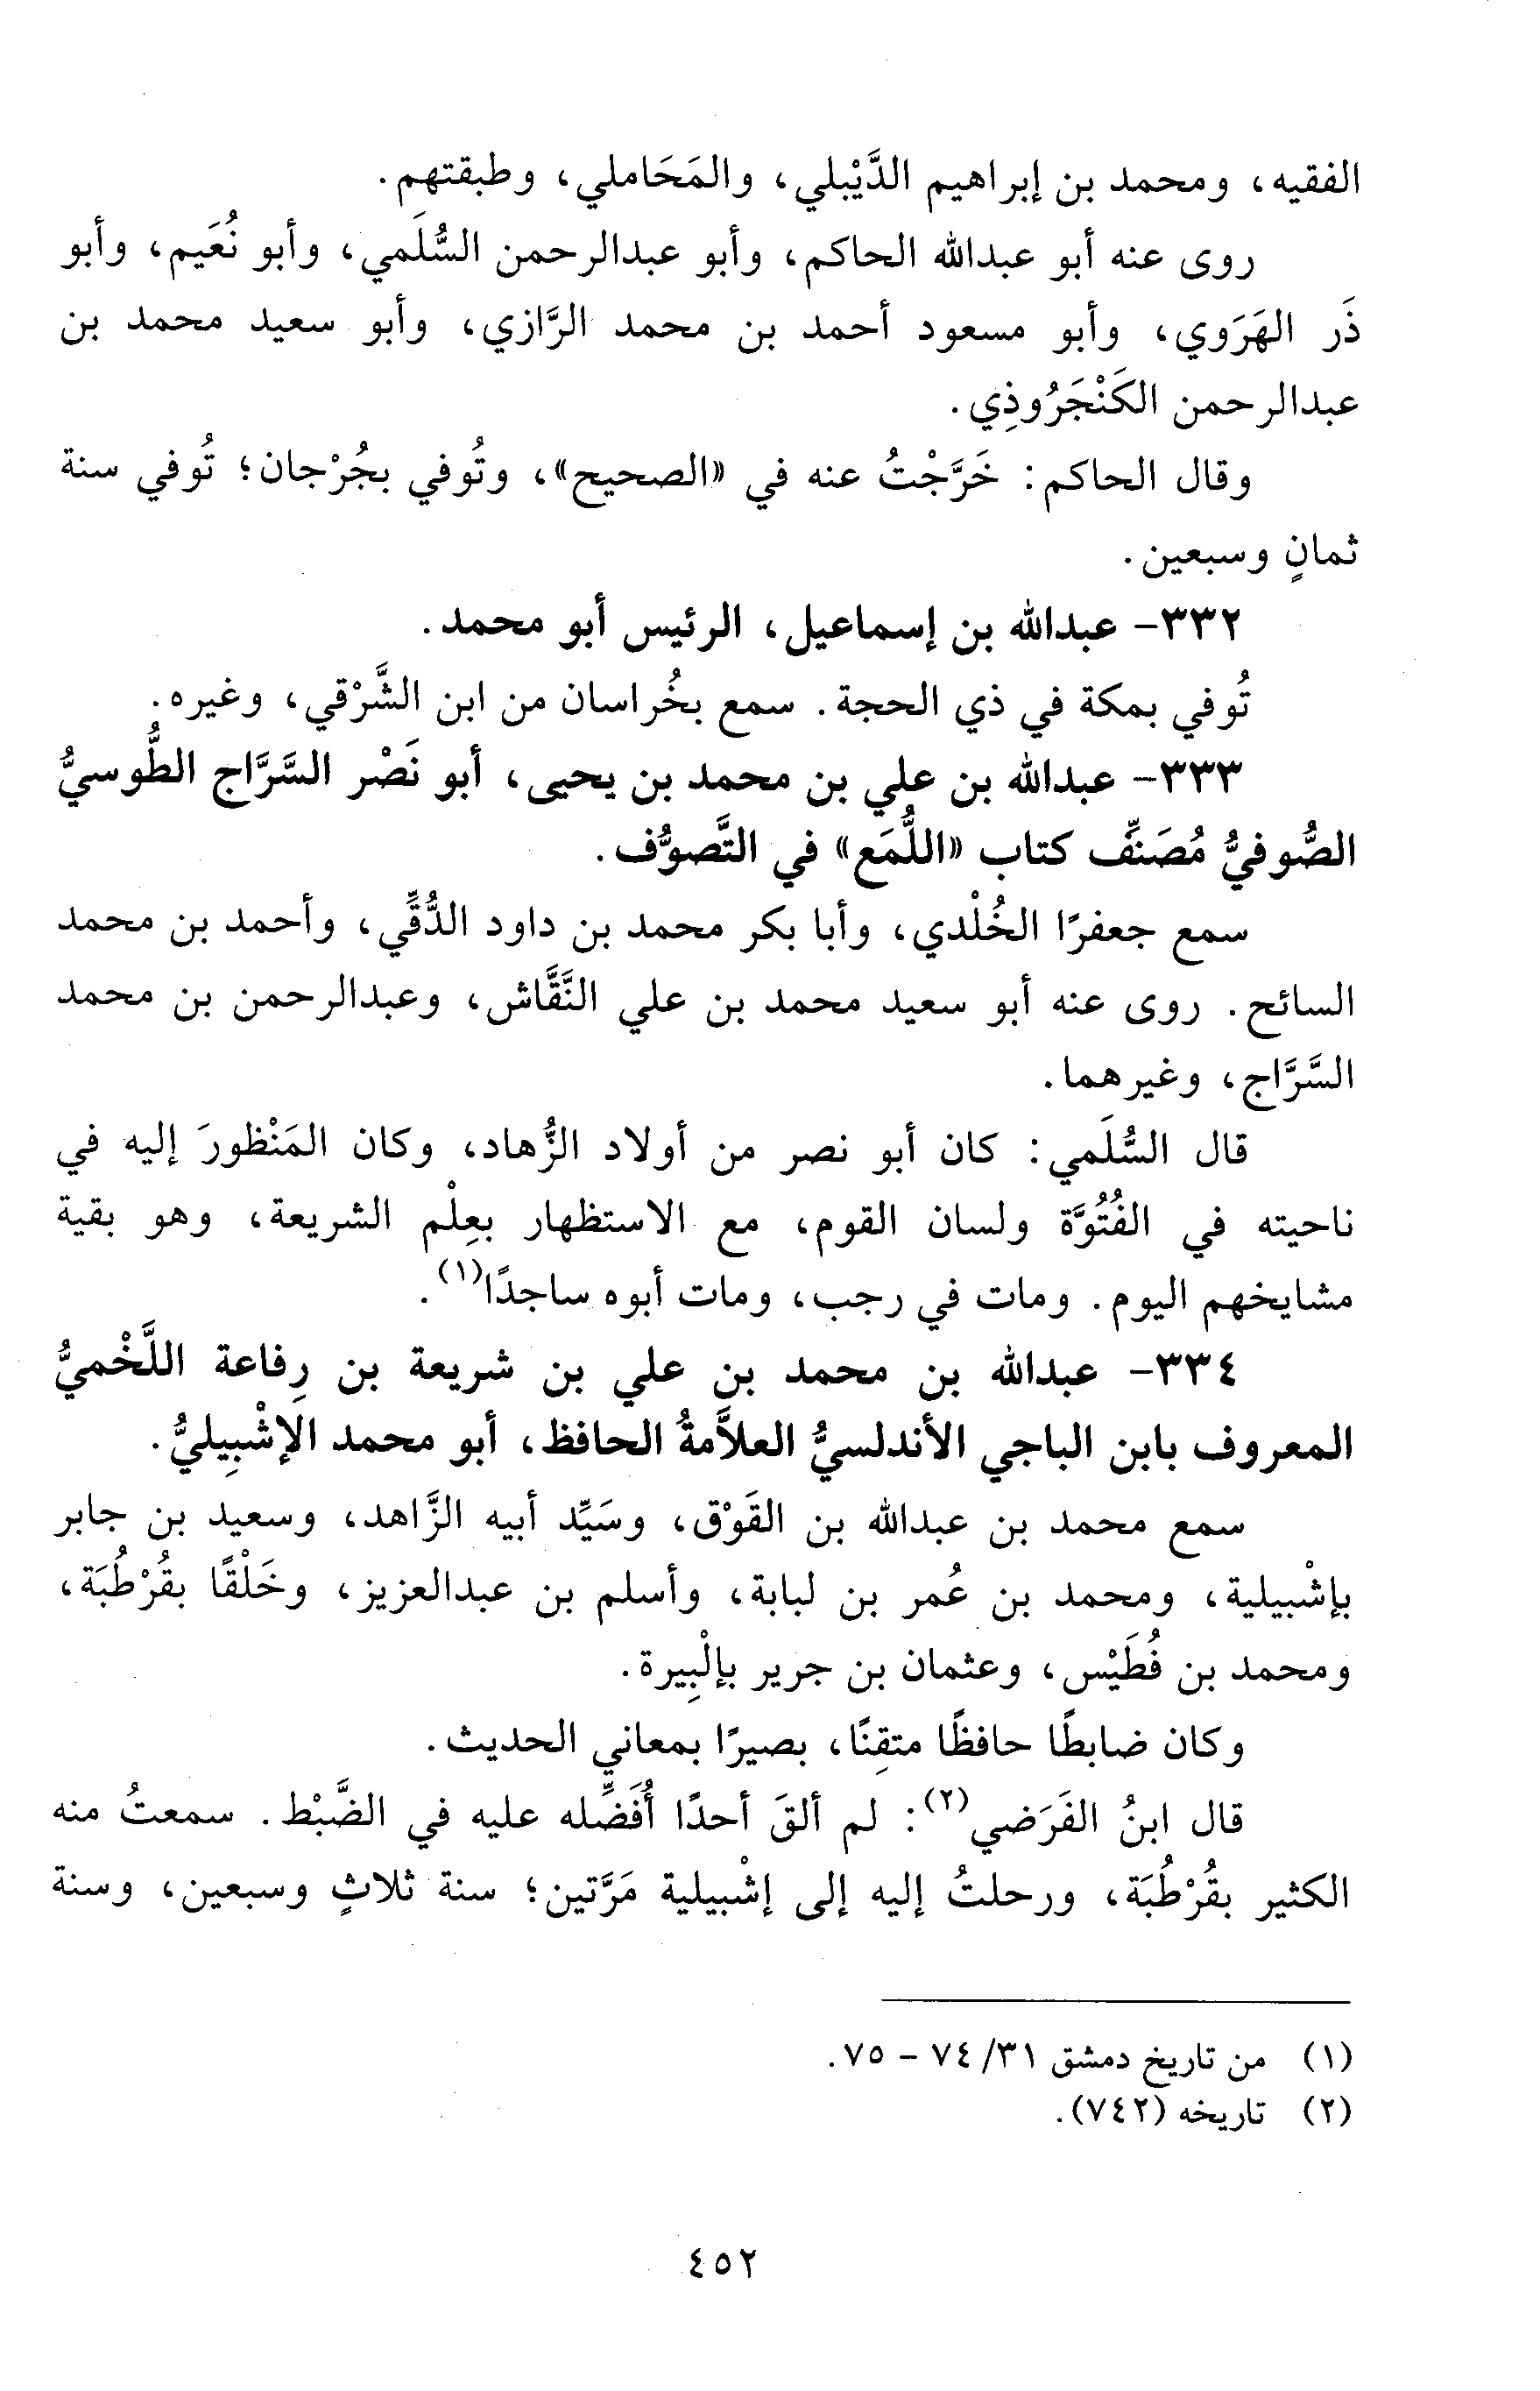 الفقيه، ومحمد بن إبراهيم الدَّيْبلي، والمَحَاملي، وطبقتهم.
روى عنه أبو عبدالله الحاكم، وأبو عبدالرحمن السُّلَمي، وأبو نُعَيم، وأبو
ذَر الهَرَوي، وأبو مسعود أحمد بن محمد الرَّازي، وأبو سعيد محمد بن
عبدالرحمن الكَنْجَرُوذِي.
وقال الحاكم: خَرَّجْتُ عنه في «الصحيح»، وتُوفي بجُرْجان؛ تُوفي سنة
ثمانٍ وسبعين.
٣٣٢- عبدالله بن إسماعيل، الرئيس أبو محمد.
تُوفي بمكة في ذي الحجة. سمع بخُراسان من ابن الشَّرْقي، وغيره.
٣٣٣- عبدالله بن علي بن محمد بن يحيى، أبو نَصْر السَّرَّاج الطُّوسيُّ
الصُّوفيُّ مُصَنِّف كتاب «اللُّمَع» في التَّصوُّف.
سمع جعفرًا الخُلْدي، وأبا بكر محمد بن داود الدُّقِّي، وأحمد بن محمد
السائح. روى عنه أبو سعيد محمد بن علي النَّقَّاش، وعبدالرحمن بن محمد
السَّرَّاج، وغيرهما.
قال السُّلَمي: كان أبو نصر من أولاد الزُّهاد، وكان المَنْظورَ إليه في
ناحيته في الفُتُوَّة ولسان القوم، مع الاستظهار بعِلْم الشريعة، وهو بقية
مشايخهم اليوم. ومات في رجب، ومات أبوه ساجدًا(١).
٣٣٤- عبدالله بن محمد بن علي بن شريعة بن رِفاعة اللَّخْميُّ
المعروف بابن الباجي الأندلسيُّ العلاَّمةُ الحافظ، أبو محمد الإشْبِيليُّ.
سمع محمد بن عبدالله بن القَوْق، وسَيِّد أبيه الزَّاهد، وسعيد بن جابر
بإشْبيلية، ومحمد بن عُمر بن لبابة، وأسلم بن عبدالعزيز، وخَلْقًا بقُرْطُبَة،
ومحمد بن فُطَيْس، وعثمان بن جرير بإلْبِيرة.
وكان ضابطًا حافظًا متقِنًا، بصيرًا بمعاني الحديث.
قال ابنُ الفَرَضي(٢): لم ألقَ أحدًا أُفَضِّله عليه في الضَّبْط. سمعتُ منه
الكثير بقُرْطُبَة، ورحلتُ إليه إلى إشْبيلية مَرَّتين؛ سنة ثلاثٍ وسبعين، وسنة
(١) من تاريخ دمشق ٣١/ ٧٤ - ٧٥.
(٢) تاريخه (٧٤٢).
٤٥٢